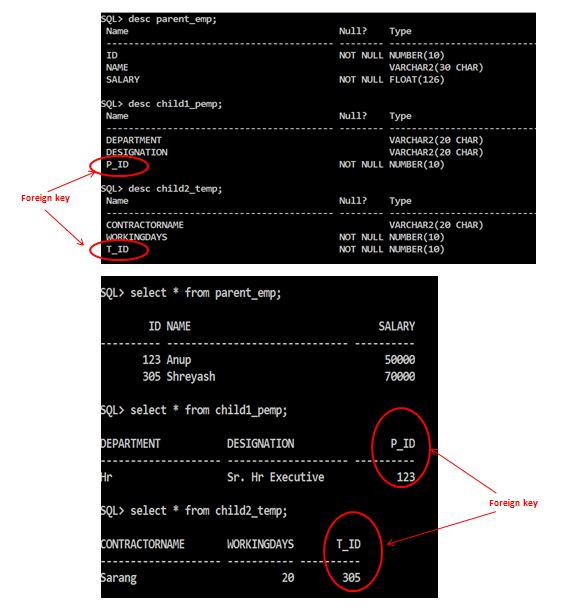 SQL> desc parent_emp;
Name Null? Type
----------------------------------------- -------- ----------------------------
ID NOT NULL NUMBER(10)
NAME VARCHAR2(30 CHAR)
SALARY NOT NULL FLOAT(126)
SQL> desc child1_pemp;
Name Null? Type
----------------------------------------- -------- ----------------------------
DEPARTMENT VARCHAR2(20 CHAR)
DESIGNATION VARCHAR2(20 CHAR)
P_ID NOT NULL NUMBER(10)
SQL> desc child2_temp;
Name Null? Type
Foreign key
----------------------------------------- -------- ----------------------------
CONTRACTORNAME VARCHAR2(20 CHAR)
WORKINGDAYS NOT NULL NUMBER(10)
T_ID NOT NULL NUMBER(10)
SQL> select * from parent_emp;
ID NAME SALARY
---------- ------------------------------ ----------
123 Anup 50000
305 Shreyash 70000
SQL> select * from child1_pemp;
DEPARTMENT DESIGNATION P_ID
-------------------- -------------------- ----------
Hr Sr. Hr Executive 123
Foreign key
SQL> select * from child2_temp;
CONTRACTORNAME WORKINGDAYS T_ID
-------------------- ----------- ----------
Sarang 20 305